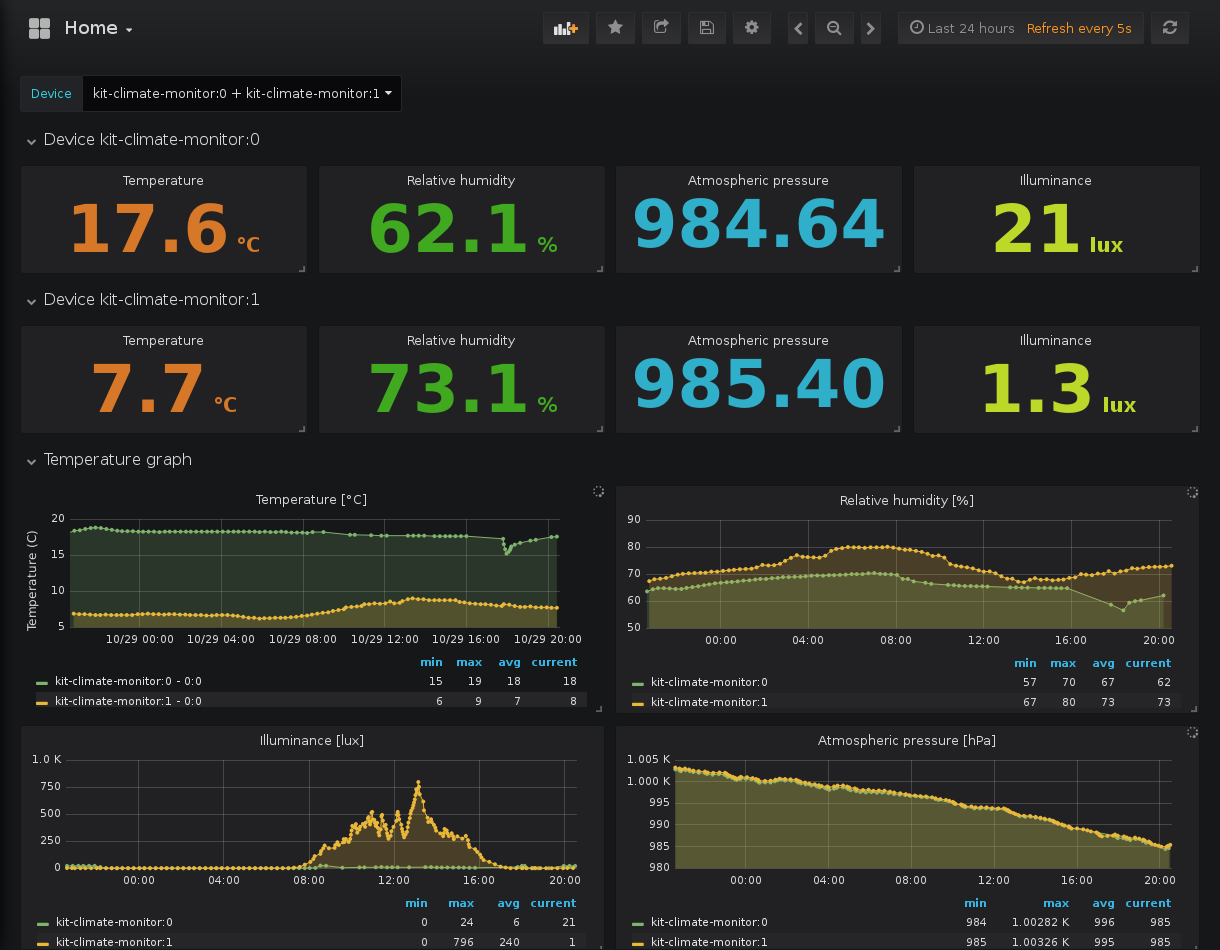 Home
Last 24 hours Refresh every 5s
Device kit-climate-monitor:0 + kit-climate-monitor:1
Device kit-climate-monitor:0
Temperature Relative humidity Atmospheric pressure Illuminance
17.6 °C 62.1 % 984.64 21 lux
Device kit-climate-monitor:1
Temperature Relative humidity Atmospheric pressure Illuminance
7.7 °C 73.1 % 985.40 1.3 lux
Temperature graph
Temperature [°C]
Temperature (C)
20
15
10
5
10/29 00:00 10/29 04:00 10/29 08:00 10/29 12:00 10/29 16:00 10/29 20:00
min max avg current
kit-climate-monitor:0 - 0:0 15 19 18 18
kit-climate-monitor:1 - 0:0 6 9 7 8
Relative humidity [%]
90
80
70
60
50
00:00 04:00 08:00 12:00 16:00 20:00
min max avg current
kit-climate-monitor:0 57 70 67 62
kit-climate-monitor:1 67 80 73 73
Illuminance [lux]
1.0 K
750
500
250
0
00:00 04:00 08:00 12:00 16:00 20:00
min max avg current
kit-climate-monitor:0 0 24 6 21
kit-climate-monitor:1 0 796 240 1
Atmospheric pressure [hPa]
1.005 K
1.000 K
995
990
985
980
00:00 04:00 08:00 12:00 16:00 20:00
min max avg current
kit-climate-monitor:0 984 1.00282 K 996 985
kit-climate-monitor:1 985 1.00326 K 995 985